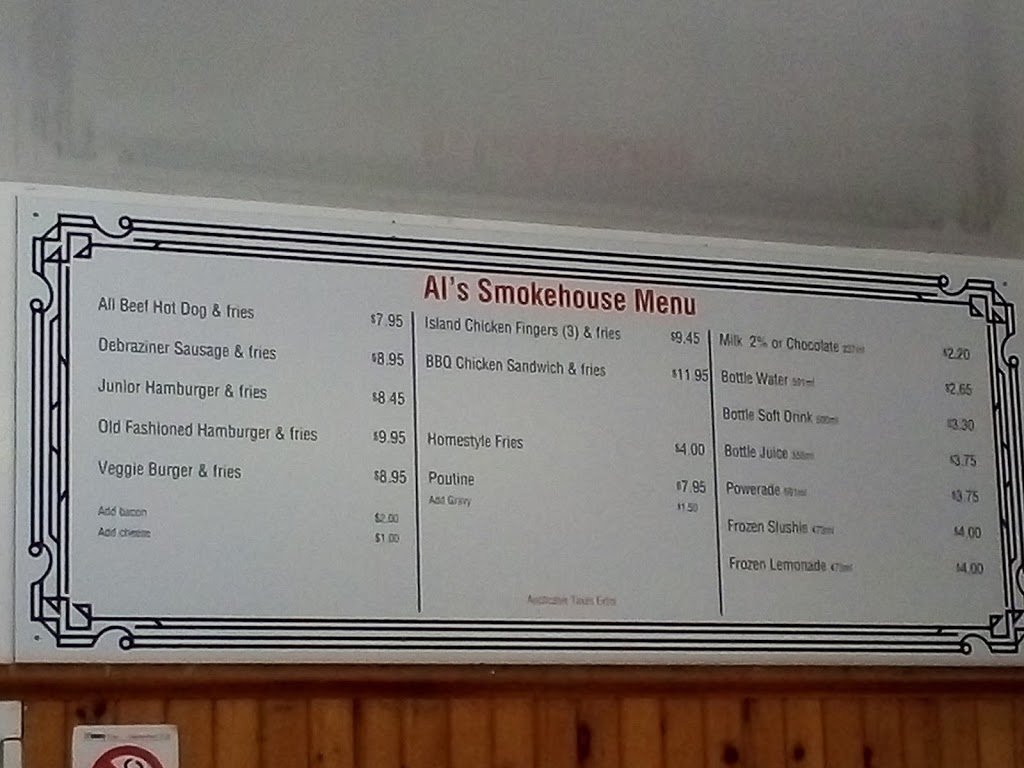 Al's Smokehouse Menu
All Beef Hot Dog & fries $7.95
Debraziner Sausage & fries $8.95
Junior Hamburger & fries $8.45
Old Fashioned Hamburger & fries $9.95
Veggie Burger & fries $8.95
Add bacon $2.00
Add cheese $1.00
Island Chicken Fingers (3) & fries $9.45
BBQ Chicken Sandwich & fries $11.95
Homestyle Fries $4.00
Poutine $7.95
Add Gravy $1.50
Applicable Taxes Extra
Milk 2% or Chocolate $2.20
Bottle Water 591ml $2.65
Bottle Soft Drink $3.30
Bottle Juice $3.75
Powerade 591ml $3.75
Frozen Slushie 473ml $4.00
Frozen Lemonade 473ml $4.00